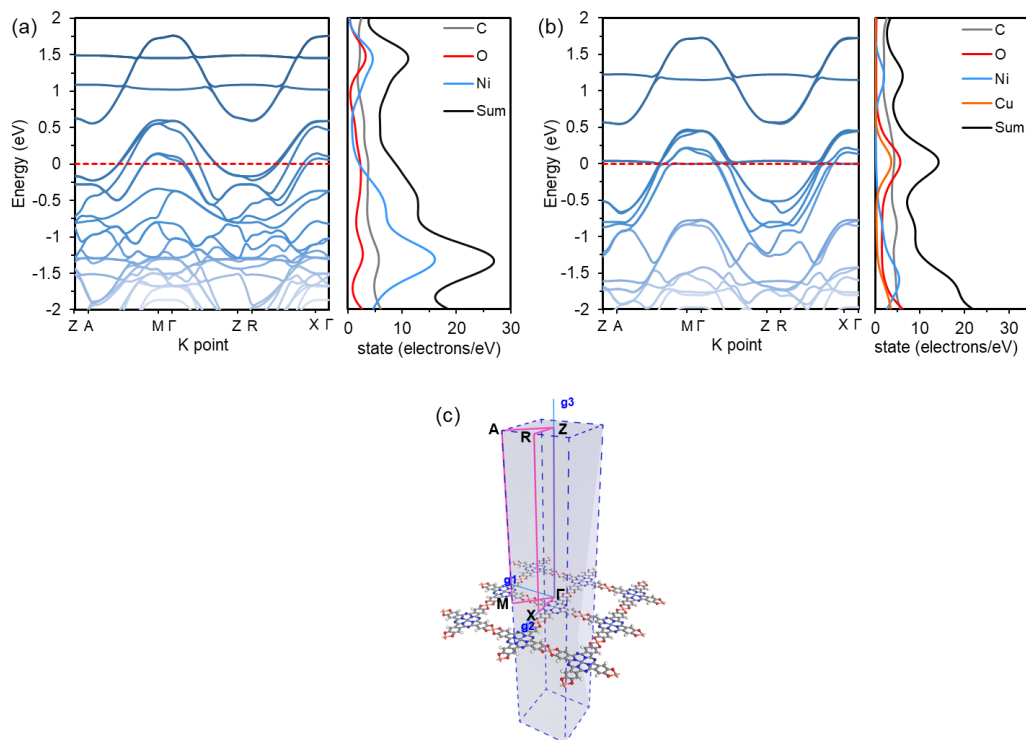 (a)
2
1.5
1
0.5
0
-0.5
-1
-1.5
-2
Energy (eV)
Z A M Γ Z R X Γ
K point
C
O
Ni
Sum
0 10 20 30
state (electrons/eV)
(b)
2
1.5
1
0.5
0
-0.5
-1
-1.5
-2
Energy (eV)
Z A M Γ Z R X Γ
K point
C
O
Ni
Cu
Sum
0 10 20 30
state (electrons/eV)
(c)
g3
A
R
Z
g1
M
Γ
X
g2